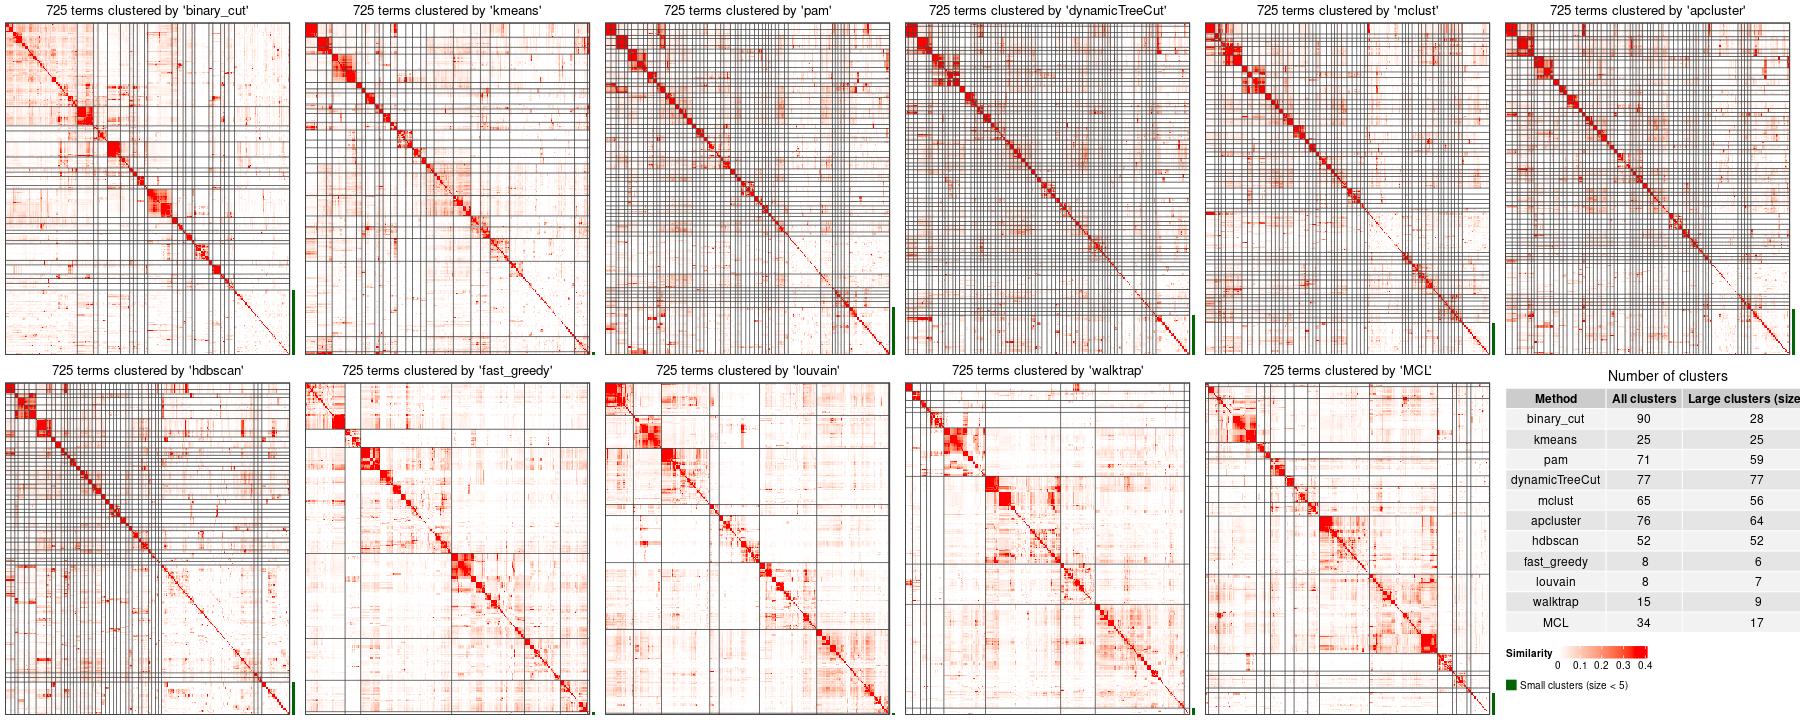 725 terms clustered by 'binary_cut'
725 terms clustered by 'kmeans'
725 terms clustered by 'pam'
725 terms clustered by 'dynamicTreeCut'
725 terms clustered by 'mclust'
725 terms clustered by 'apcluster'
725 terms clustered by 'hdbscan'
725 terms clustered by 'fast_greedy'
725 terms clustered by 'louvain'
725 terms clustered by 'walktrap'
725 terms clustered by 'MCL'
Number of clusters
Method All clusters Large clusters (size
binary_cut 90 28
kmeans 25 25
pam 71 59
dynamicTreeCut 77 77
mclust 65 56
apcluster 76 64
hdbscan 52 52
fast_greedy 8 6
louvain 8 7
walktrap 15 9
MCL 34 17
Similarity
0 0.1 0.2 0.3 0.4
Small clusters (size < 5)